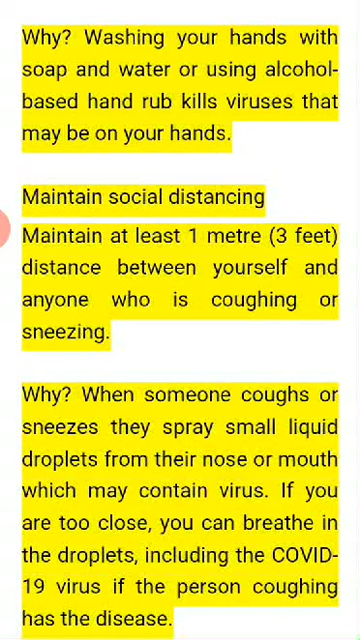 Why? Washing your hands with
soap and water or using alcohol-
based hand rub kills viruses that
may be on your hands.
Maintain social distancing
Maintain at least 1 metre (3 feet)
distance between yourself and
anyone who is coughing or
sneezing.
Why? When someone coughs or
sneezes they spray small liquid
droplets from their nose or mouth
which may contain virus. If you
are too close, you can breathe in
the droplets, including the COVID-
19 virus if the person coughing
has the disease.